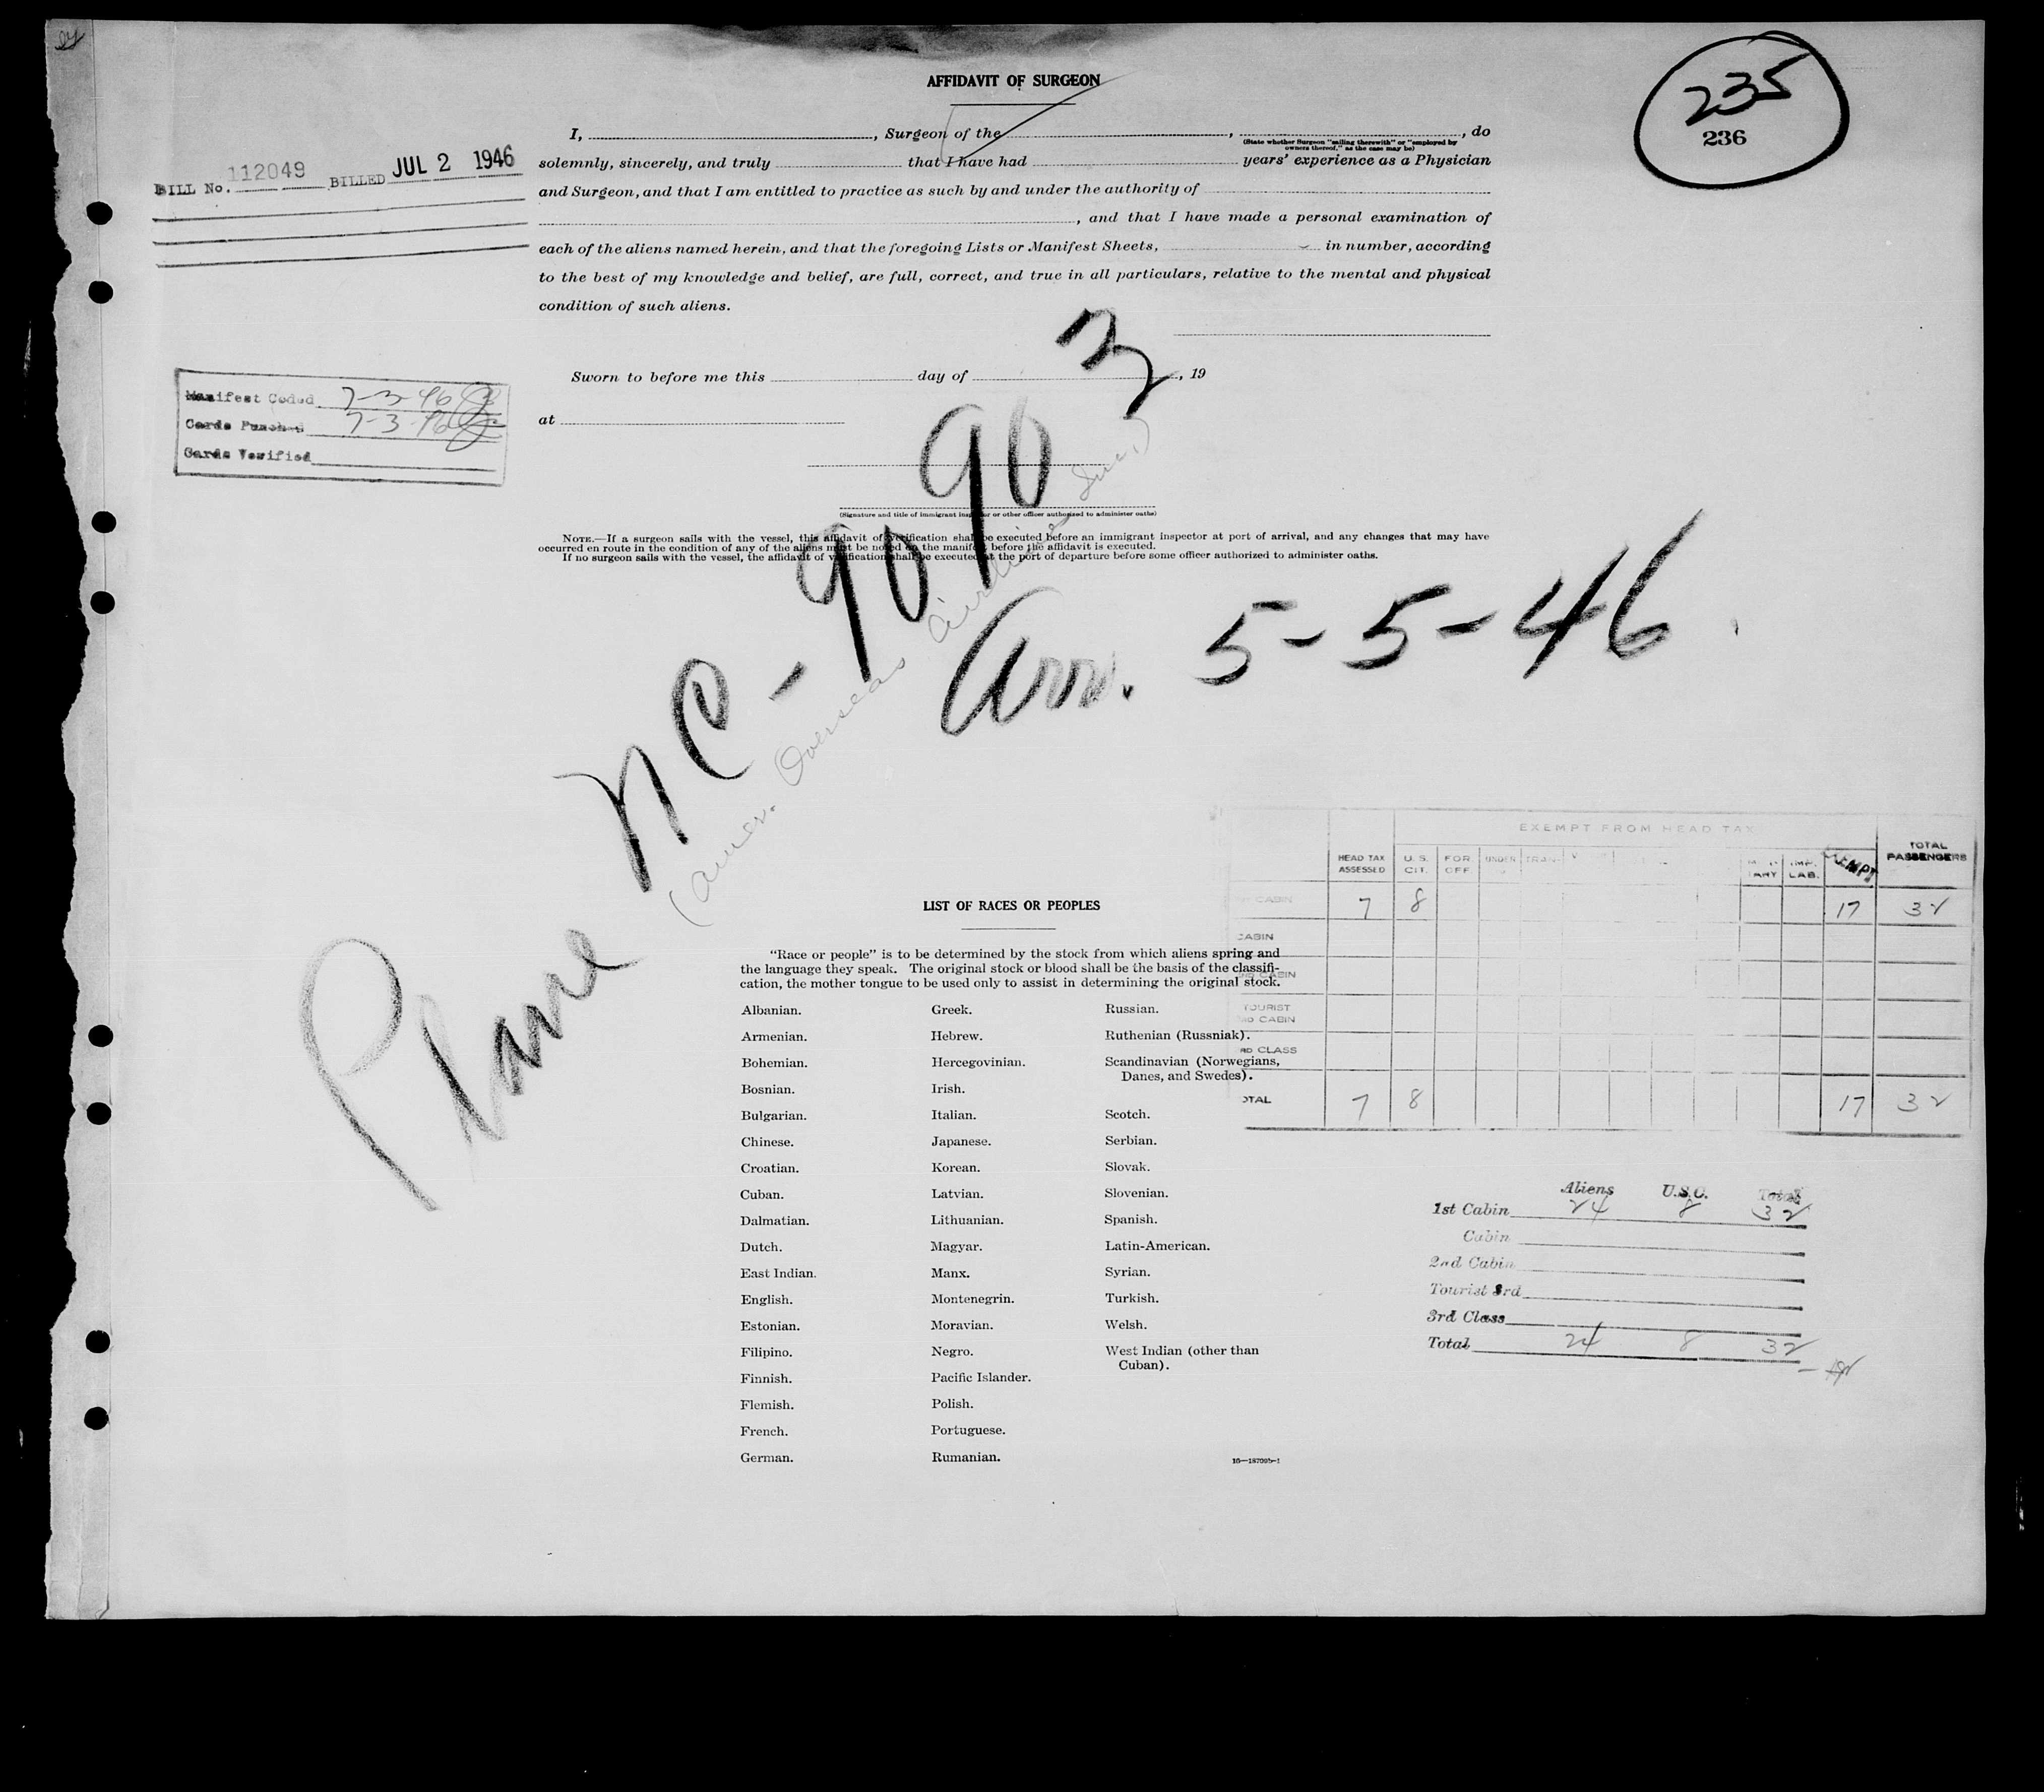 AFFIDAVIT OF SURGEON
235
236
I, , Surgeon of the , , do
(State whether Surgeon "sailing therewith" or "employed by
owners thereof," as the case may be)
BILL No. 112049 BILLED JUL 2 1946
solemnly, sincerely, and truly that I have had years' experience as a Physician
and Surgeon, and that I am entitled to practice as such by and under the authority of
, and that I have made a personal examination of
each of the aliens named herein, and that the foregoing Lists or Manifest Sheets, in number, according
to the best of my knowledge and belief, are full, correct, and true in all particulars, relative to the mental and physical
condition of such aliens.
Sworn to before me this day of , 19
at
Manifest Coded 7-3-46
Cards Punched 7-3-46
Cards Verified
(Signature and title of immigrant inspector or other officer authorized to administer oaths)
NOTE.—If a surgeon sails with the vessel, this affidavit of verification shall be executed before an immigrant inspector at port of arrival, and any changes that may have
occurred en route in the condition of any of the aliens must be noted on the manifest before the affidavit is executed.
If no surgeon sails with the vessel, the affidavit of verification shall be executed at the port of departure before some officer authorized to administer oaths.
Plane NC-90903
(Amer. Overseas Airlines Inc.)
Arr. 5-5-46
EXEMPT FROM HEAD TAX
HEAD TAX ASSESSED U. S. CIT. FOR. OFF. UNDER TRAN- IMP. LAB. EXEMPT TOTAL PASSENGERS
CABIN 7 8 17 32
CABIN
CABIN
TOURIST
CABIN
CLASS
TOTAL 7 8 17 32
LIST OF RACES OR PEOPLES
"Race or people" is to be determined by the stock from which aliens spring and
the language they speak. The original stock or blood shall be the basis of the classifi-
cation, the mother tongue to be used only to assist in determining the original stock.
Albanian.
Armenian.
Bohemian.
Bosnian.
Bulgarian.
Chinese.
Croatian.
Cuban.
Dalmatian.
Dutch.
East Indian.
English.
Estonian.
Filipino.
Finnish.
Flemish.
French.
German.
Greek.
Hebrew.
Hercegovinian.
Irish.
Italian.
Japanese.
Korean.
Latvian.
Lithuanian.
Magyar.
Manx.
Montenegrin.
Moravian.
Negro.
Pacific Islander.
Polish.
Portuguese.
Rumanian.
Russian.
Ruthenian (Russniak).
Scandinavian (Norwegians,
Danes, and Swedes).
Scotch.
Serbian.
Slovak.
Slovenian.
Spanish.
Latin-American.
Syrian.
Turkish.
Welsh.
West Indian (other than
Cuban).
Aliens U.S.C. Total
1st Cabin 24 8 32
Cabin
2nd Cabin
Tourist 3rd
3rd Class
Total 24 8 32